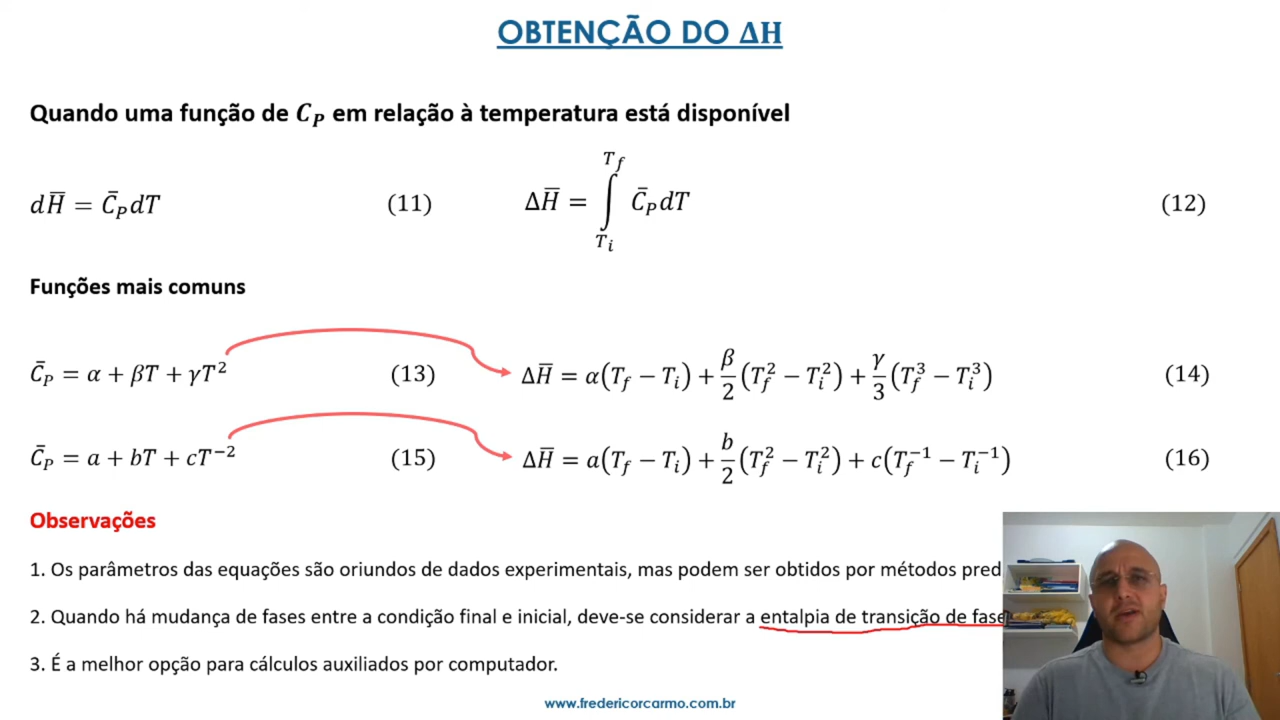 OBTENÇÃO DO ΔH
Quando uma função de C_P em relação à temperatura está disponível
dH̅ = C̅_P dT (11) ΔH̅ = ∫_{T_i}^{T_f} C̅_P dT (12)
Funções mais comuns
C̅_P = α + βT + γT² (13) ΔH̅ = α(T_f − T_i) + β/2 (T_f² − T_i²) + γ/3 (T_f³ − T_i³) (14)
C̅_P = a + bT + cT⁻² (15) ΔH̅ = a(T_f − T_i) + b/2 (T_f² − T_i²) + c(T_f⁻¹ − T_i⁻¹) (16)
Observações
1. Os parâmetros das equações são oriundos de dados experimentais, mas podem ser obtidos por métodos pred
2. Quando há mudança de fases entre a condição final e inicial, deve-se considerar a entalpia de transição de fase
3. É a melhor opção para cálculos auxiliados por computador.
www.fredericorcarmo.com.br